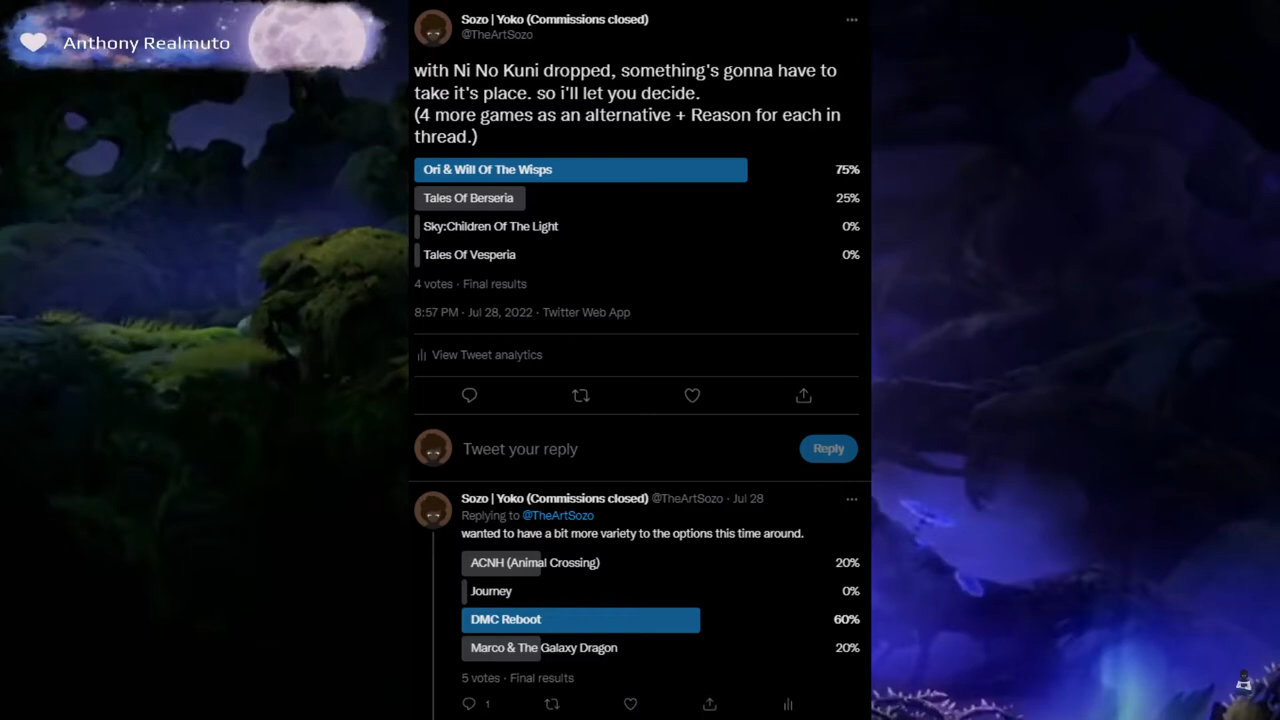 Anthony Realmuto
Sozo | Yoko (Commissions closed)
@TheArtSozo
with Ni No Kuni dropped, something's gonna have to
take it's place. so i'll let you decide.
(4 more games as an alternative + Reason for each in
thread.)
Ori & Will Of The Wisps 75%
Tales Of Berseria 25%
Sky:Children Of The Light 0%
Tales Of Vesperia 0%
4 votes · Final results
8:57 PM · Jul 28, 2022 · Twitter Web App
View Tweet analytics
Tweet your reply
Reply
Sozo | Yoko (Commissions closed) @TheArtSozo · Jul 28
Replying to @TheArtSozo
wanted to have a bit more variety to the options this time around.
ACNH (Animal Crossing) 20%
Journey 0%
DMC Reboot 60%
Marco & The Galaxy Dragon 20%
5 votes · Final results
1